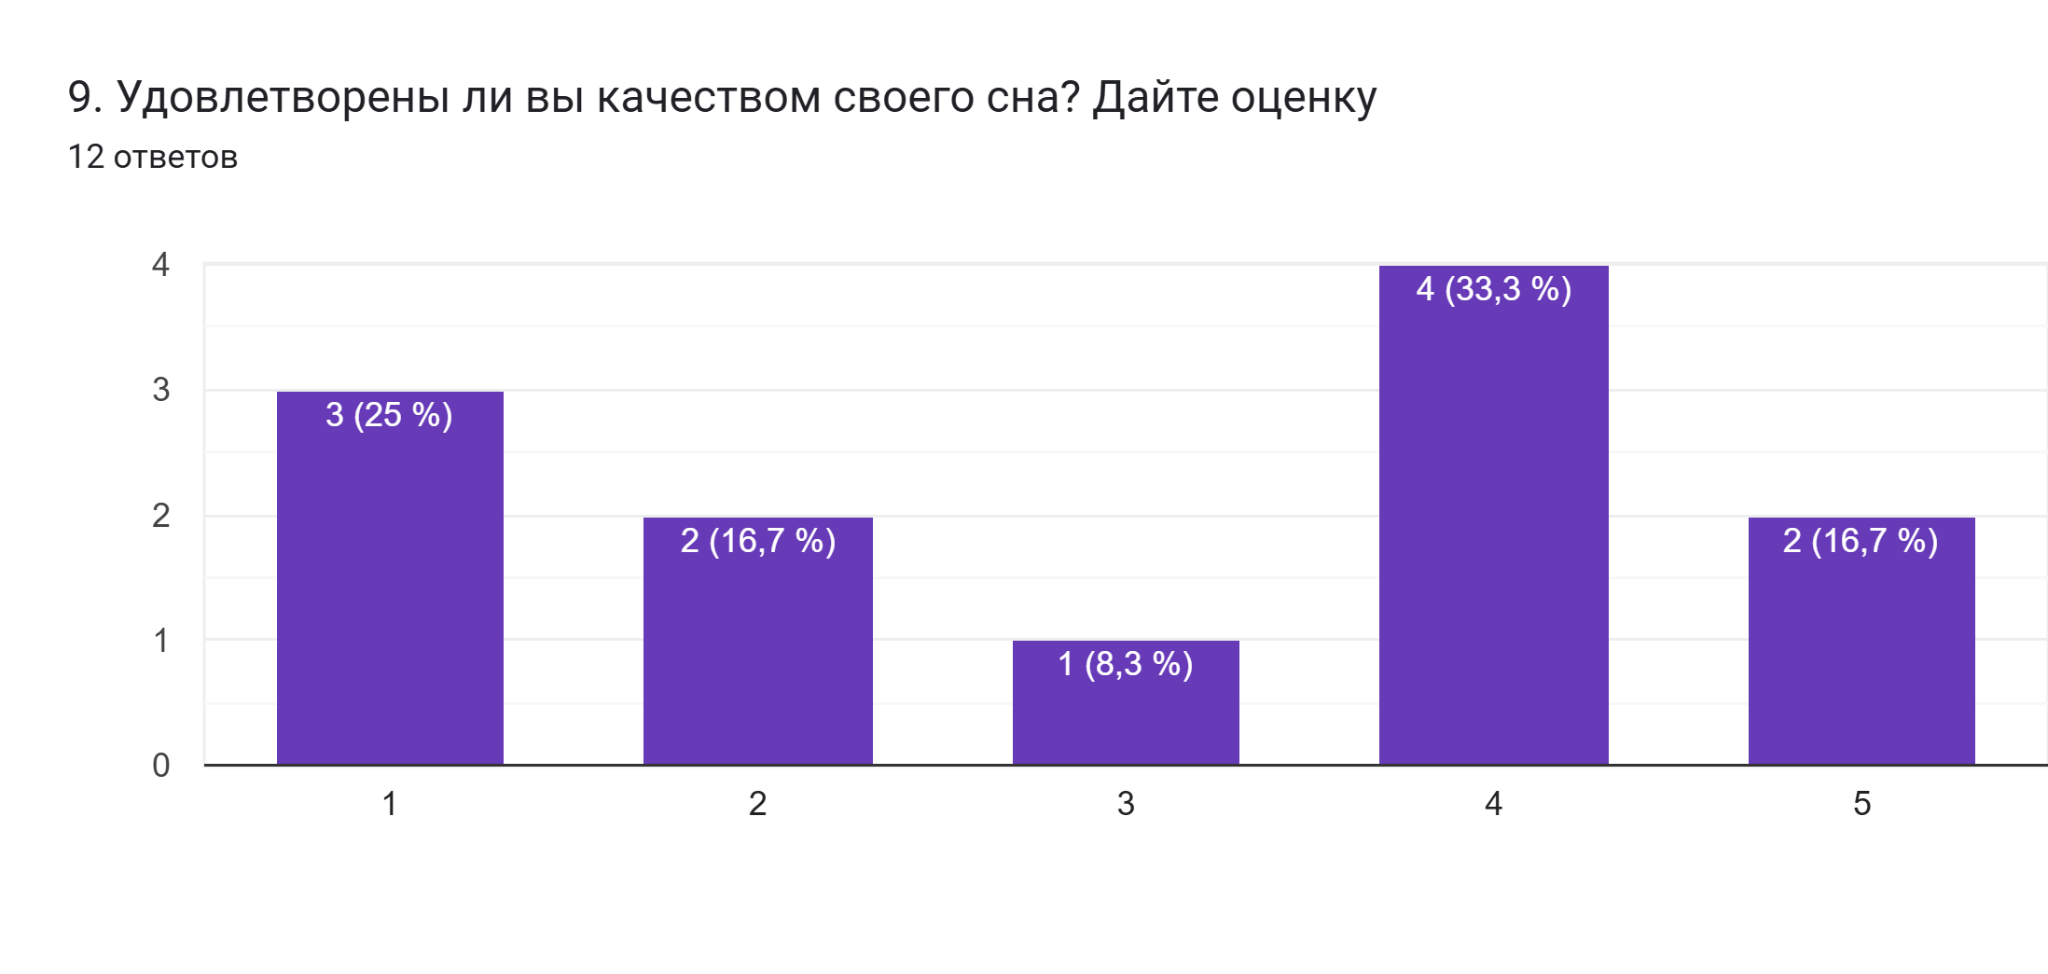 9. Удовлетворены ли вы качеством своего сна? Дайте оценку
12 ответов
4
3
2
1
0
3 (25 %)
2 (16,7 %)
1 (8,3 %)
4 (33,3 %)
2 (16,7 %)
1 2 3 4 5